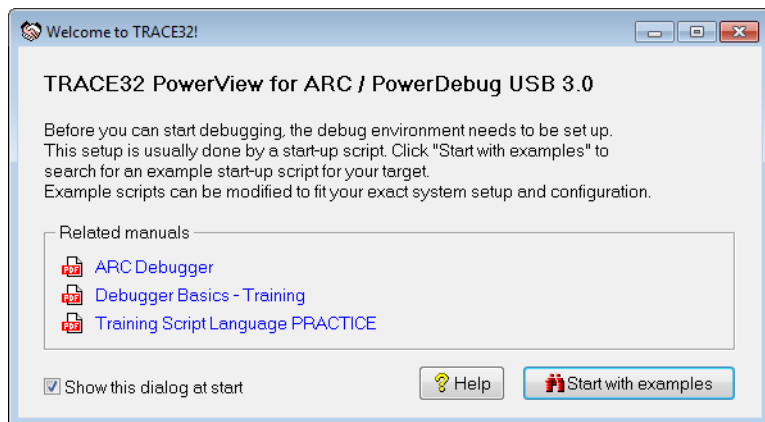 Welcome to TRACE32!
TRACE32 PowerView for ARC / PowerDebug USB 3.0
Before you can start debugging, the debug environment needs to be set up.
This setup is usually done by a start-up script. Click "Start with examples" to
search for an example start-up script for your target.
Example scripts can be modified to fit your exact system setup and configuration.
Related manuals
PDF ARC Debugger
PDF Debugger Basics - Training
PDF Training Script Language PRACTICE
Show this dialog at start
? Help
Start with examples